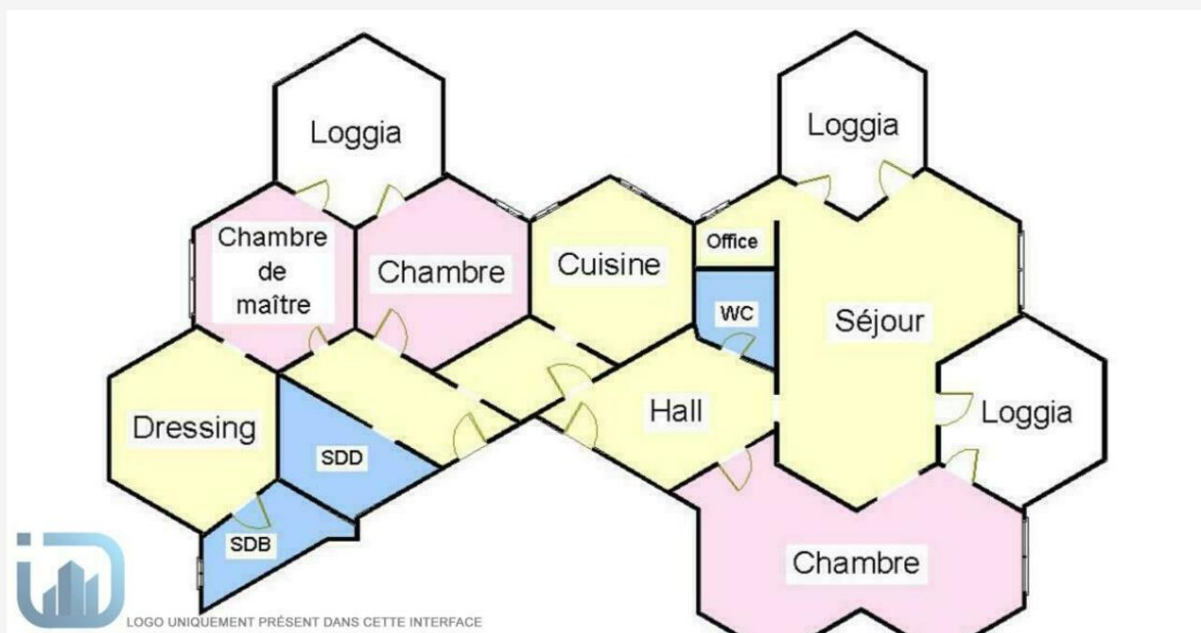 Loggia
Loggia
Chambre
de
maître
Chambre
Cuisine
Office
WC
Séjour
Dressing
SDD
Hall
Loggia
SDB
Chambre
LOGO UNIQUEMENT PRÉSENT DANS CETTE INTERFACE